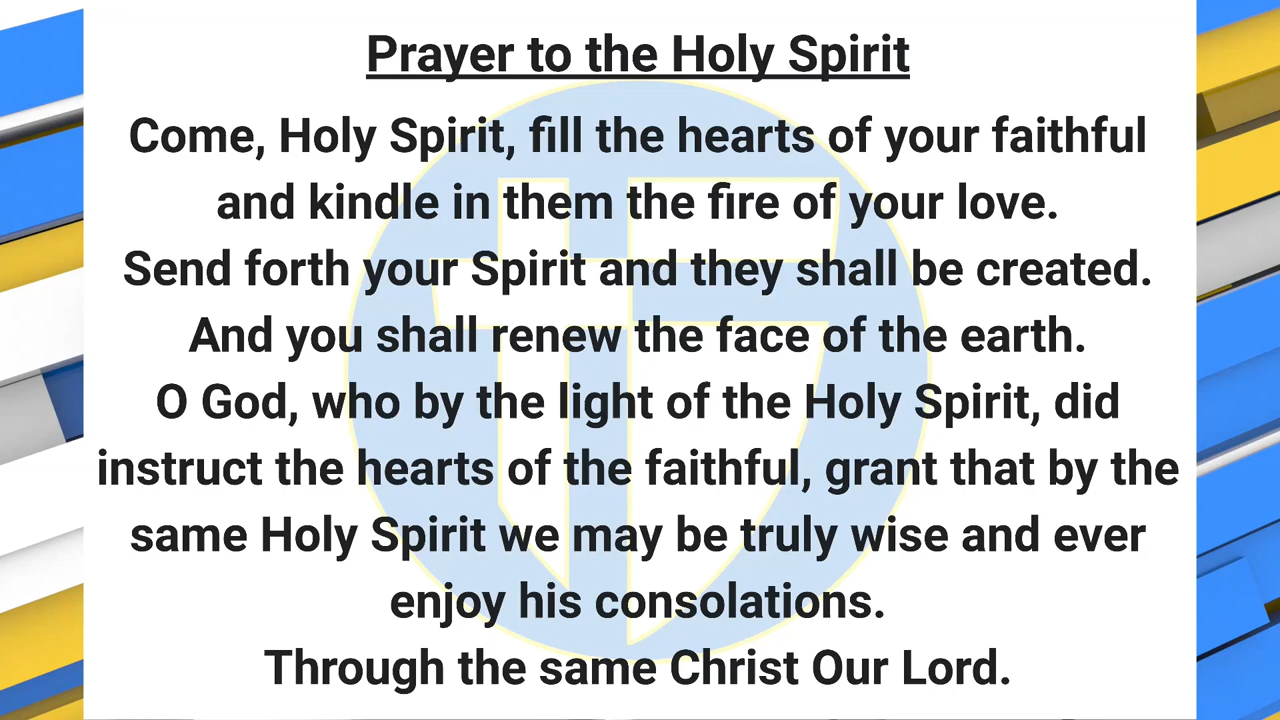 Prayer to the Holy Spirit
Come, Holy Spirit, fill the hearts of your faithful
and kindle in them the fire of your love.
Send forth your Spirit and they shall be created.
And you shall renew the face of the earth.
O God, who by the light of the Holy Spirit, did
instruct the hearts of the faithful, grant that by the
same Holy Spirit we may be truly wise and ever
enjoy his consolations.
Through the same Christ Our Lord.